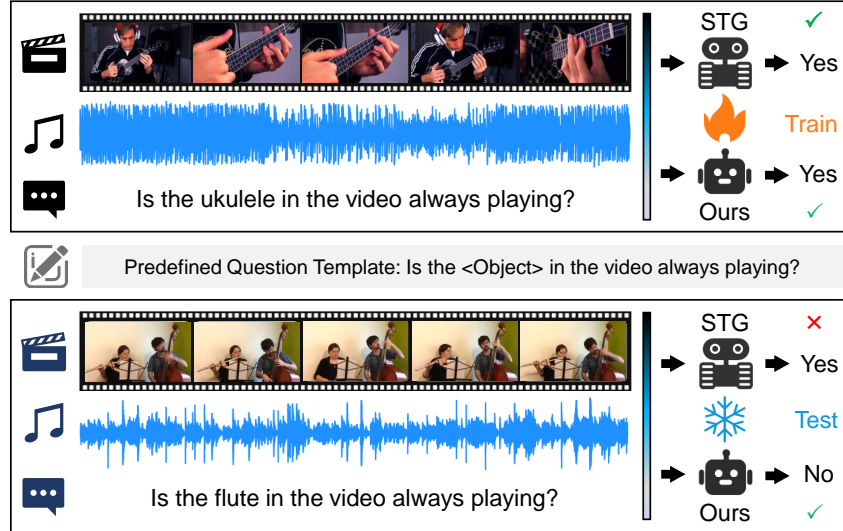 STG ✓
Yes
Train
Yes
Is the ukulele in the video always playing?
Ours ✓
Predefined Question Template: Is the <Object> in the video always playing?
STG ✕
Yes
Test
No
Is the flute in the video always playing?
Ours ✓